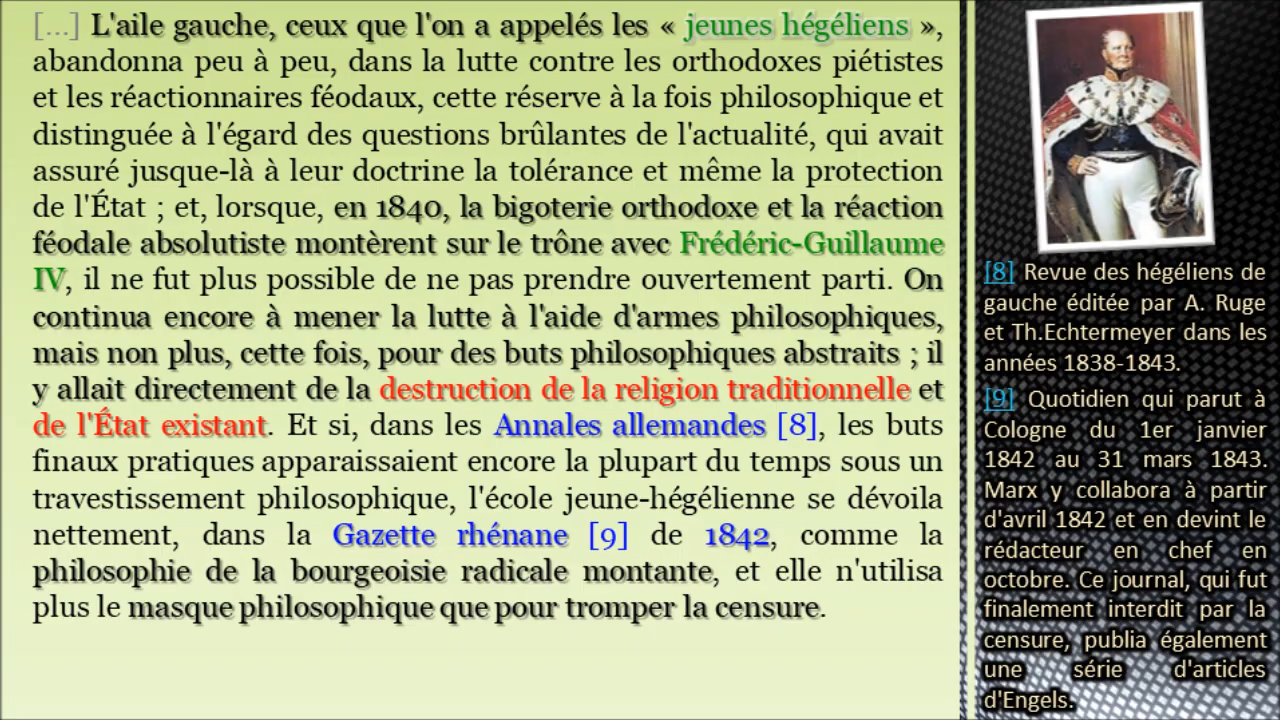 [...] L'aile gauche, ceux que l'on a appelés les « jeunes hégéliens »,
abandonna peu à peu, dans la lutte contre les orthodoxes piétistes
et les réactionnaires féodaux, cette réserve à la fois philosophique et
distinguée à l'égard des questions brûlantes de l'actualité, qui avait
assuré jusque-là à leur doctrine la tolérance et même la protection
de l'État ; et, lorsque, en 1840, la bigoterie orthodoxe et la réaction
féodale absolutiste montèrent sur le trône avec Frédéric-Guillaume
IV, il ne fut plus possible de ne pas prendre ouvertement parti. On
continua encore à mener la lutte à l'aide d'armes philosophiques,
mais non plus, cette fois, pour des buts philosophiques abstraits ; il
y allait directement de la destruction de la religion traditionnelle et
de l'État existant. Et si, dans les Annales allemandes [8], les buts
finaux pratiques apparaissaient encore la plupart du temps sous un
travestissement philosophique, l'école jeune-hégélienne se dévoila
nettement, dans la Gazette rhénane [9] de 1842, comme la
philosophie de la bourgeoisie radicale montante, et elle n'utilisa
plus le masque philosophique que pour tromper la censure.
[8] Revue des hégéliens de
gauche éditée par A. Ruge
et Th.Echtermeyer dans les
années 1838-1843.
[9] Quotidien qui parut à
Cologne du 1er janvier
1842 au 31 mars 1843.
Marx y collabora à partir
d'avril 1842 et en devint le
rédacteur en chef en
octobre. Ce journal, qui fut
finalement interdit par la
censure, publia également
une série d'articles
d'Engels.